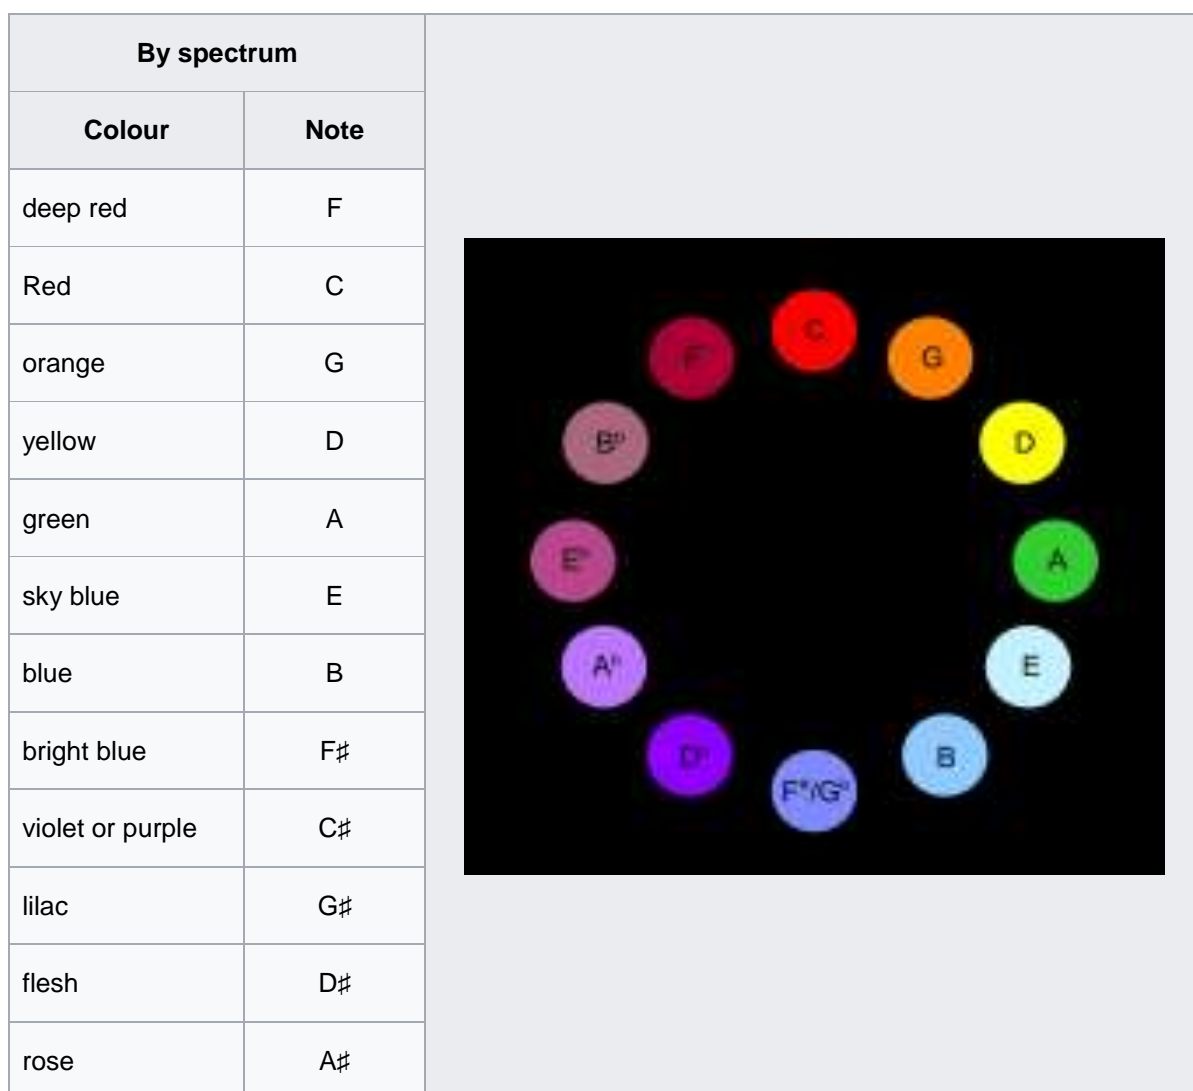 By spectrum
Colour Note
deep red F
Red C
orange G
yellow D
green A
sky blue E
blue B
bright blue F♯
violet or purple C♯
lilac G♯
flesh D♯
rose A♯
C
F G
B♭ D
E♭ A
A♭ E
D♭ B
F♯/G♭